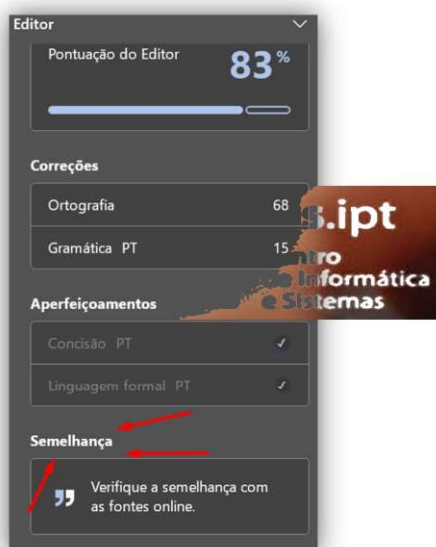 Editor
Pontuação do Editor
83%
Correções
Ortografia 68
Gramática PT 15
Aperfeiçoamentos
Concisão PT
Linguagem formal PT
Semelhança
Verifique a semelhança com
as fontes online.
s.ipt
ntro
e Informática
e Sistemas